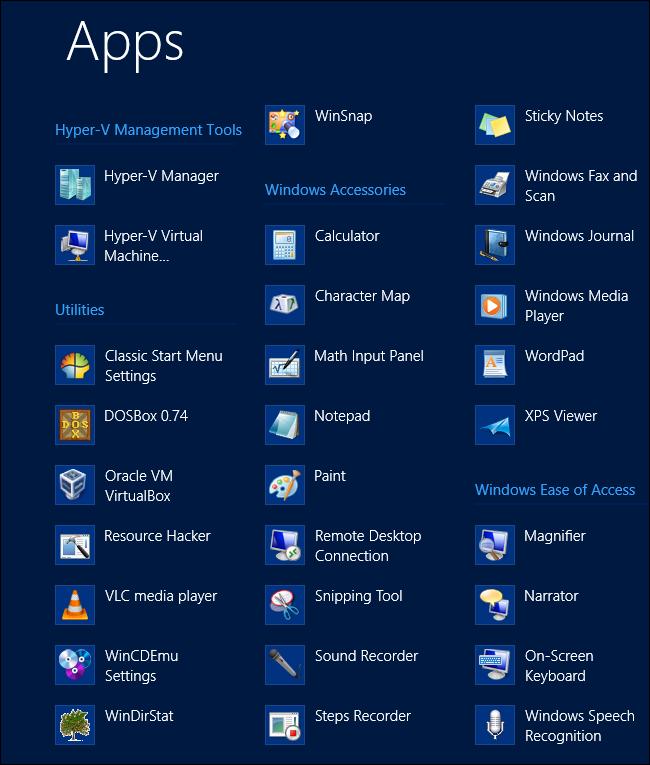 Apps
Hyper-V Management Tools
Hyper-V Manager
Hyper-V Virtual
Machine...
Utilities
Classic Start Menu
Settings
DOSBox 0.74
Oracle VM
VirtualBox
Resource Hacker
VLC media player
WinCDEmu
Settings
WinDirStat
WinSnap
Windows Accessories
Calculator
Character Map
Math Input Panel
Notepad
Paint
Remote Desktop
Connection
Snipping Tool
Sound Recorder
Steps Recorder
Sticky Notes
Windows Fax and
Scan
Windows Journal
Windows Media
Player
WordPad
XPS Viewer
Windows Ease of Access
Magnifier
Narrator
On-Screen
Keyboard
Windows Speech
Recognition